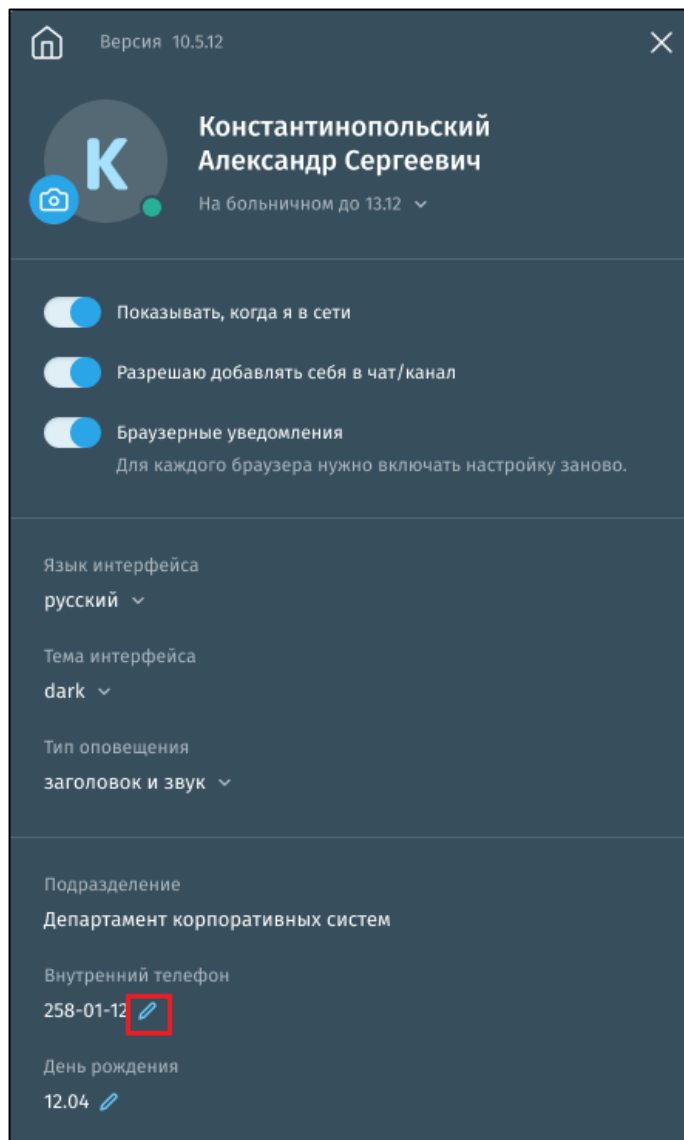 Версия 10.5.12
К
Константинопольский
Александр Сергеевич
На больничном до 13.12
Показывать, когда я в сети
Разрешаю добавлять себя в чат/канал
Браузерные уведомления
Для каждого браузера нужно включать настройку заново.
Язык интерфейса
русский
Тема интерфейса
dark
Тип оповещения
заголовок и звук
Подразделение
Департамент корпоративных систем
Внутренний телефон
258-01-12
День рождения
12.04